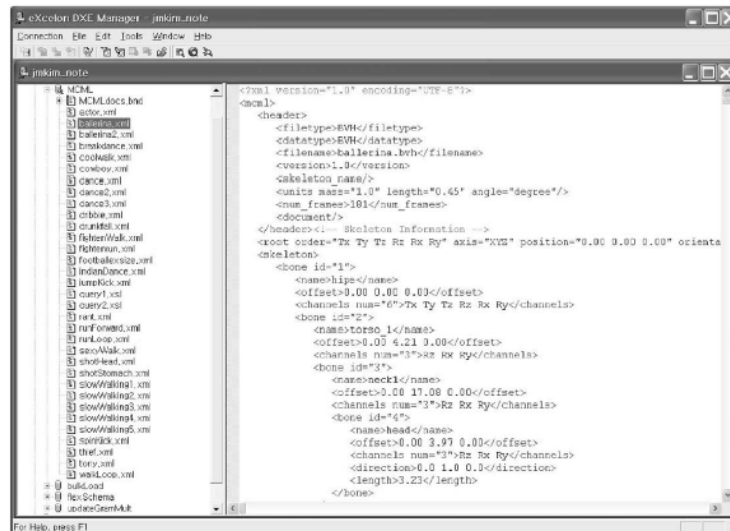 eXcelon DXE Manager - jmkim_note
Connection File Edit Tools Window Help
jmkim_note
MCML
MCMLdocs.bnd
actor.xml
ballerina.xml
ballerina2.xml
breakdance.xml
coolwalk.xml
cowboy.xml
dance.xml
dance2.xml
dance3.xml
dribble.xml
drunkfall.xml
fightenWalk.xml
fightenrun.xml
footballexsize.xml
indianDance.xml
jumpKick.xml
query1.xsl
query2.xsl
rant.xml
runForward.xml
runLoop.xml
sexyWalk.xml
shotHead.xml
shotStomach.xml
slowWalking1.xml
slowWalking2.xml
slowWalking3.xml
slowWalking4.xml
slowWalking5.xml
spinKick.xml
thief.xml
tony.xml
walkLoop.xml
bulkLoad
flexSchema
updateGramMult
<?xml version="1.0" encoding="UTF-8"?>
<mcml>
<header>
<filetype>BVH</filetype>
<datatype>BVH</datatype>
<filename>ballerina.bvh</filename>
<version>1.0</version>
<skeleton_name/>
<units mass="1.0" length="0.45" angle="degree"/>
<num_frames>181</num_frames>
<document/>
</header><!-- Skeleton Information -->
<root order="Tx Ty Tz Rz Rx Ry" axis="XYZ" position="0.00 0.00 0.00" orienta
<skeleton>
<bone id="1">
<name>hips</name>
<offset>0.00 0.00 0.00</offset>
<channels num="6">Tx Ty Tz Rz Rx Ry</channels>
<bone id="2">
<name>torso_1</name>
<offset>0.00 4.21 0.00</offset>
<channels num="3">Rz Rx Ry</channels>
<bone id="3">
<name>neck1</name>
<offset>0.00 17.08 0.00</offset>
<channels num="3">Rz Rx Ry</channels>
<bone id="4">
<name>head</name>
<offset>0.00 3.97 0.00</offset>
<channels num="3">Rz Rx Ry</channels>
<direction>0.0 1.0 0.0</direction>
<length>3.23</length>
</bone>
For Help, press F1